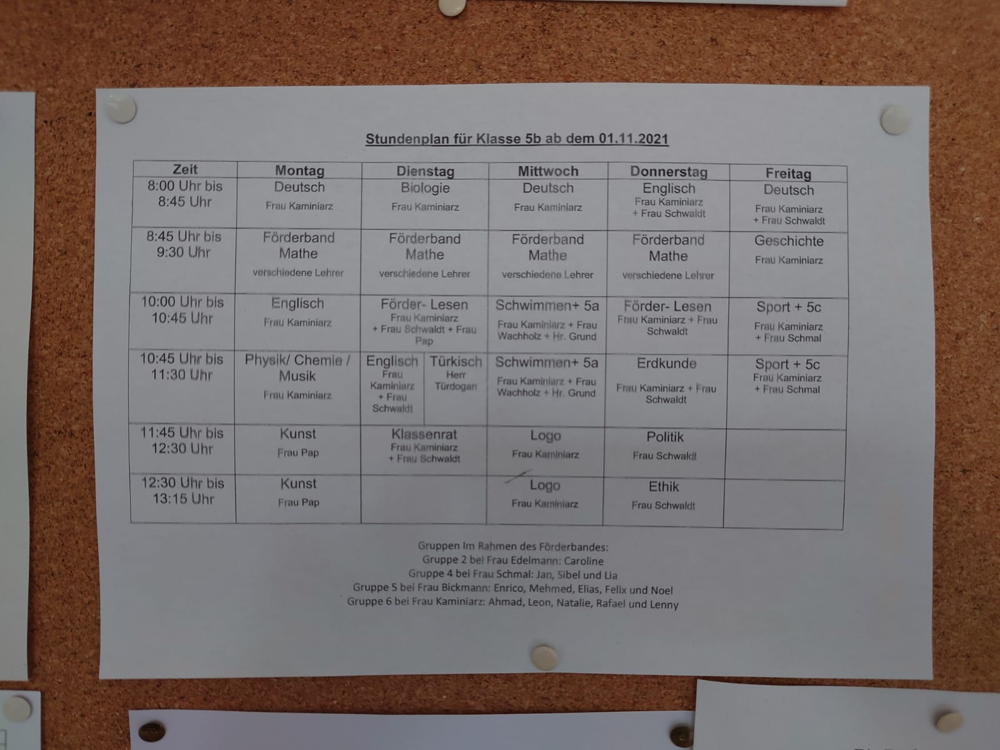 Stundenplan für Klasse 5b ab dem 01.11.2021
Zeit Montag Dienstag Mittwoch Donnerstag Freitag
8:00 Uhr bis 8:45 Uhr
Deutsch
Frau Kaminiarz
Biologie
Frau Kaminiarz
Deutsch
Frau Kaminiarz
Englisch
Frau Kaminiarz
+ Frau Schwaldt
Deutsch
Frau Kaminiarz
+ Frau Schwaldt
8:45 Uhr bis
9:30 Uhr
Förderband
Mathe
verschiedene Lehrer
Förderband
Mathe
verschiedene Lehrer
Förderband
Mathe
verschiedene Lehrer
Förderband
Mathe
verschiedene Lehrer
Geschichte
Frau Kaminiarz
10:00 Uhr bis
10:45 Uhr
Englisch
Frau Kaminiarz
Förder- Lesen
Frau Kaminiarz
+ Frau Schwaldt + Frau
Pap
Schwimmen+ 5a
Frau Kaminiarz + Frau
Wachholz + Hr. Grund
Förder- Lesen
Frau Kaminiarz + Frau
Schwaldt
Sport + 5c
Frau Kaminiarz
+ Frau Schmal
10:45 Uhr bis
11:30 Uhr
Physik/ Chemie /
Musik
Frau Kaminiarz
Englisch
Frau
Kaminiarz
+ Frau
Schwaldt
Türkisch
Herr
Türdogan
Schwimmen+ 5a
Frau Kaminiarz + Frau
Wachholz + Hr. Grund
Erdkunde
Frau Kaminiarz + Frau
Schwaldt
Sport + 5c
Frau Kaminiarz
+ Frau Schmal
11:45 Uhr bis
12:30 Uhr
Kunst
Frau Pap
Klassenrat
Frau Kaminiarz
+ Frau Schwaldt
Logo
Frau Kaminiarz
Politik
Frau Schwaldt
12:30 Uhr bis
13:15 Uhr
Kunst
Frau Pap
Logo
Frau Kaminiarz
Ethik
Frau Schwaldt
Gruppen Im Rahmen des Förderbandes:
Gruppe 2 bei Frau Edelmann: Caroline
Gruppe 4 bei Frau Schmal: Jan, Sibel und Lia
Gruppe 5 bei Frau Bickmann: Enrico, Mehmed, Elias, Felix und Noel
Gruppe 6 bei Frau Kaminiarz: Ahmad, Leon, Natalie, Rafael und Lenny